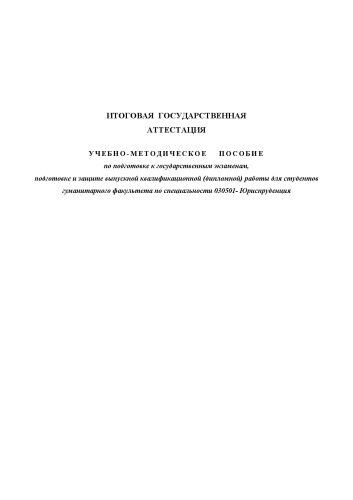 ИТОГОВАЯ ГОСУДАРСТВЕННАЯ
АТТЕСТАЦИЯ
УЧЕБНО-МЕТОДИЧЕСКОЕ ПОСОБИЕ
по подготовке к государственным экзаменам,
подготовке и защите выпускной квалификационной (дипломной) работы для студентов
гуманитарного факультета по специальности 030501- Юриспруденция